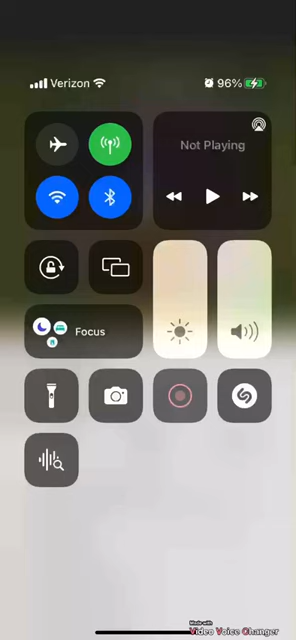 Verizon 96%
Not Playing
Focus
Made with
Video Voice Changer